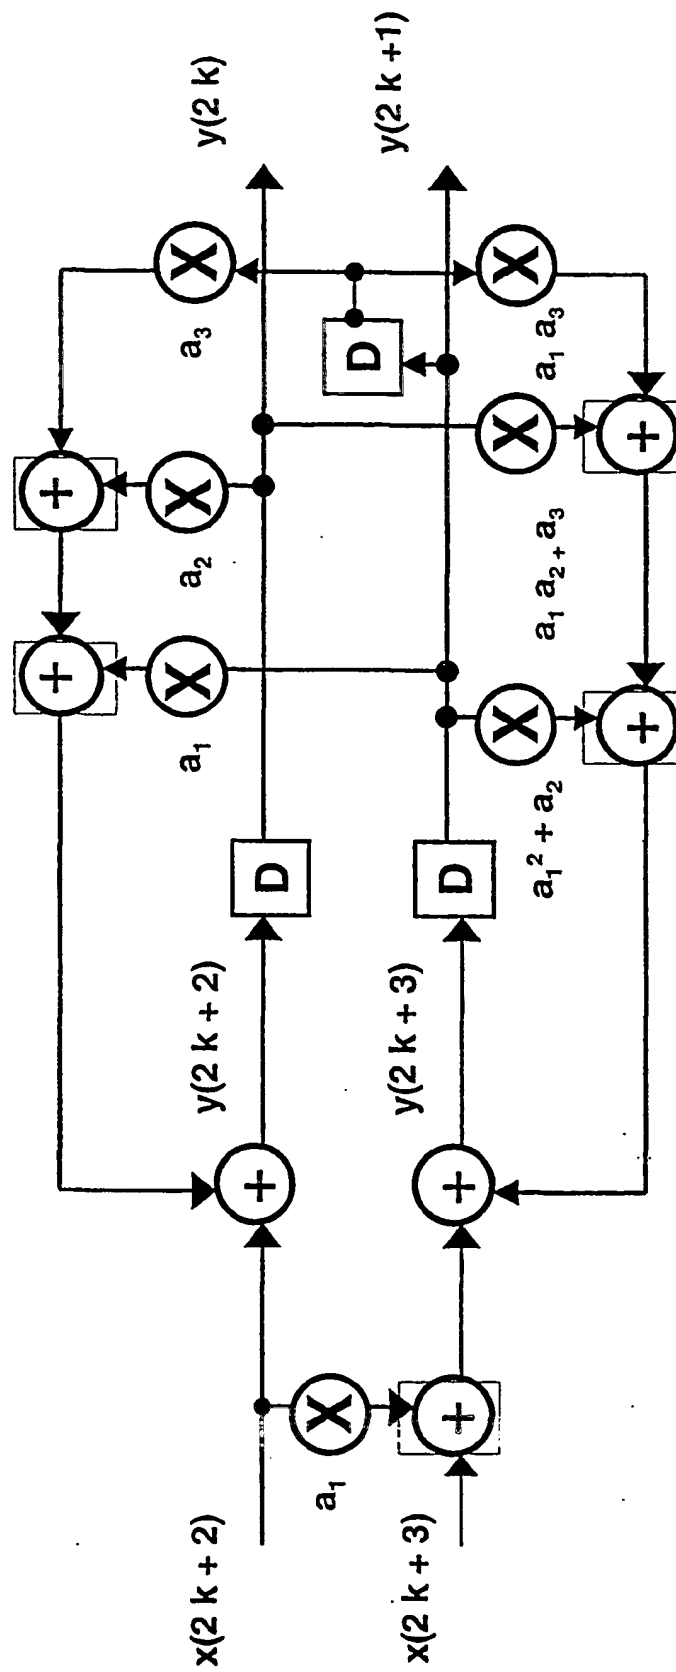 y(2 k)
a₃
+
X
a₂
+
X
a₁
X
D
y(2 k + 2)
+
x(2 k + 2)
y(2 k + 1)
D
X
a₁ a₃
+
X
a₁ a₂ + a₃
+
X
a₁² + a₂
D
y(2 k + 3)
+
X
a₁
+
x(2 k + 3)